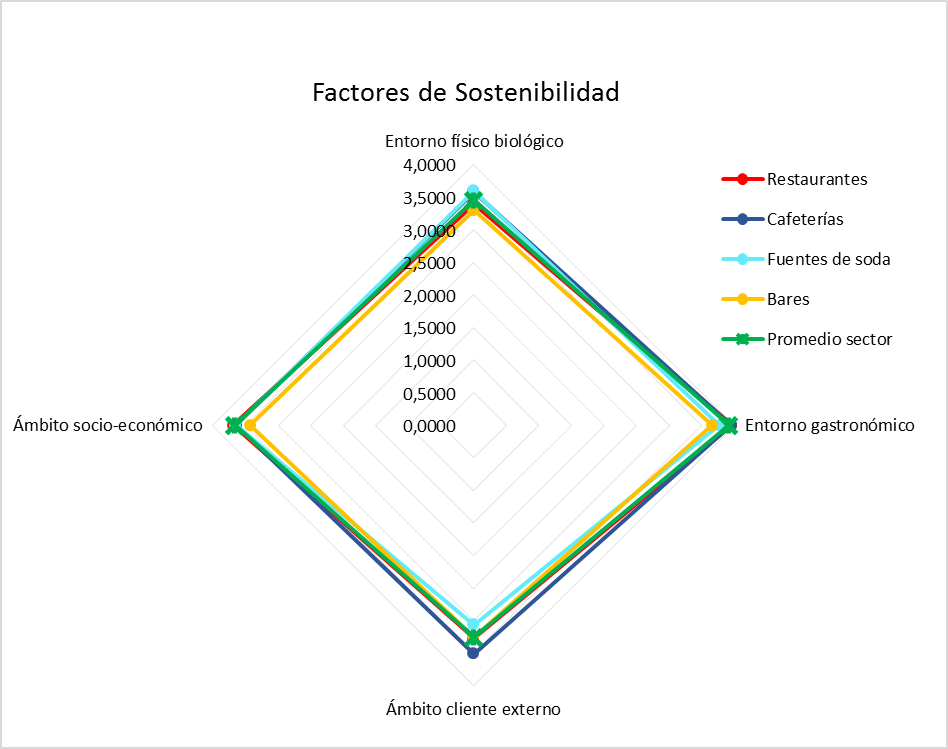 Factores de Sostenibilidad
Entorno físico biológico
4,0000
3,5000
3,0000
2,5000
2,0000
1,5000
1,0000
0,5000
0,0000
Restaurantes
Cafeterías
Fuentes de soda
Bares
Promedio sector
Ámbito socio-económico
Entorno gastronómico
Ámbito cliente externo